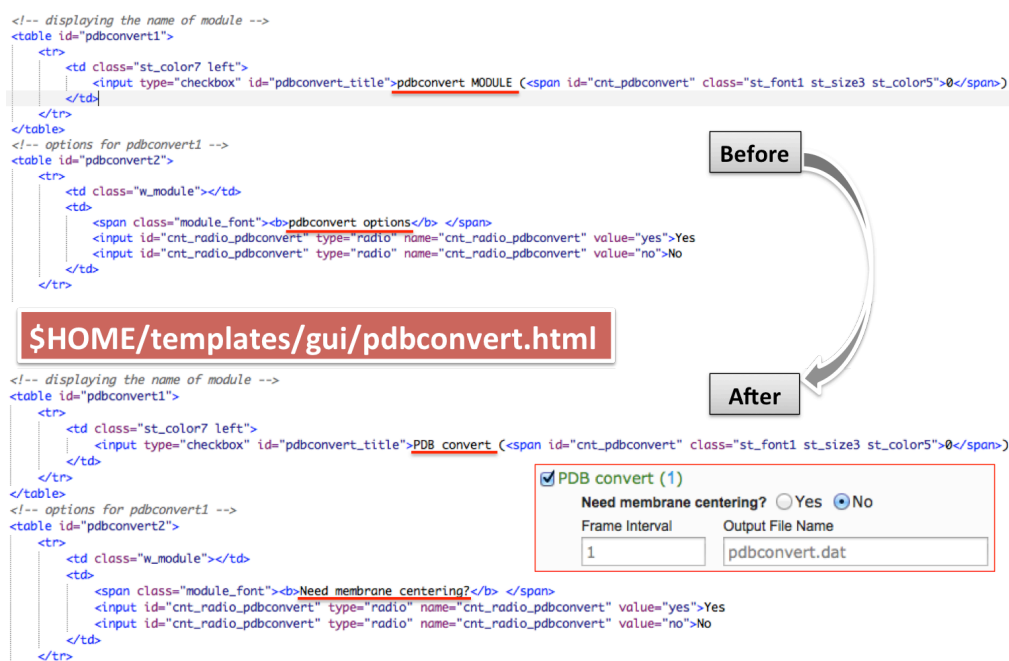 <!-- displaying the name of module -->
<table id="pdbconvert1">
<tr>
<td class="st_color7 left">
<input type="checkbox" id="pdbconvert_title">pdbconvert MODULE (<span id="cnt_pdbconvert" class="st_font1 st_size3 st_color5">0</span>)
</td>
</tr>
</table>
<!-- options for pdbconvert1 -->
<table id="pdbconvert2">
<tr>
<td class="w_module"></td>
<td>
<span class="module_font"><b>pdbconvert options</b> </span>
<input id="cnt_radio_pdbconvert" type="radio" name="cnt_radio_pdbconvert" value="yes">Yes
<input id="cnt_radio_pdbconvert" type="radio" name="cnt_radio_pdbconvert" value="no">No
</td>
</tr>
Before
$HOME/templates/gui/pdbconvert.html
After
<!-- displaying the name of module -->
<table id="pdbconvert1">
<tr>
<td class="st_color7 left">
<input type="checkbox" id="pdbconvert_title">PDB convert (<span id="cnt_pdbconvert" class="st_font1 st_size3 st_color5">0</span>)
</td>
</tr>
</table>
<!-- options for pdbconvert1 -->
<table id="pdbconvert2">
<tr>
<td class="w_module"></td>
<td>
<span class="module_font"><b>Need membrane centering?</b> </span>
<input id="cnt_radio_pdbconvert" type="radio" name="cnt_radio_pdbconvert" value="yes">Yes
<input id="cnt_radio_pdbconvert" type="radio" name="cnt_radio_pdbconvert" value="no">No
</td>
</tr>
PDB convert (1)
Need membrane centering? Yes No
Frame Interval Output File Name
1 pdbconvert.dat